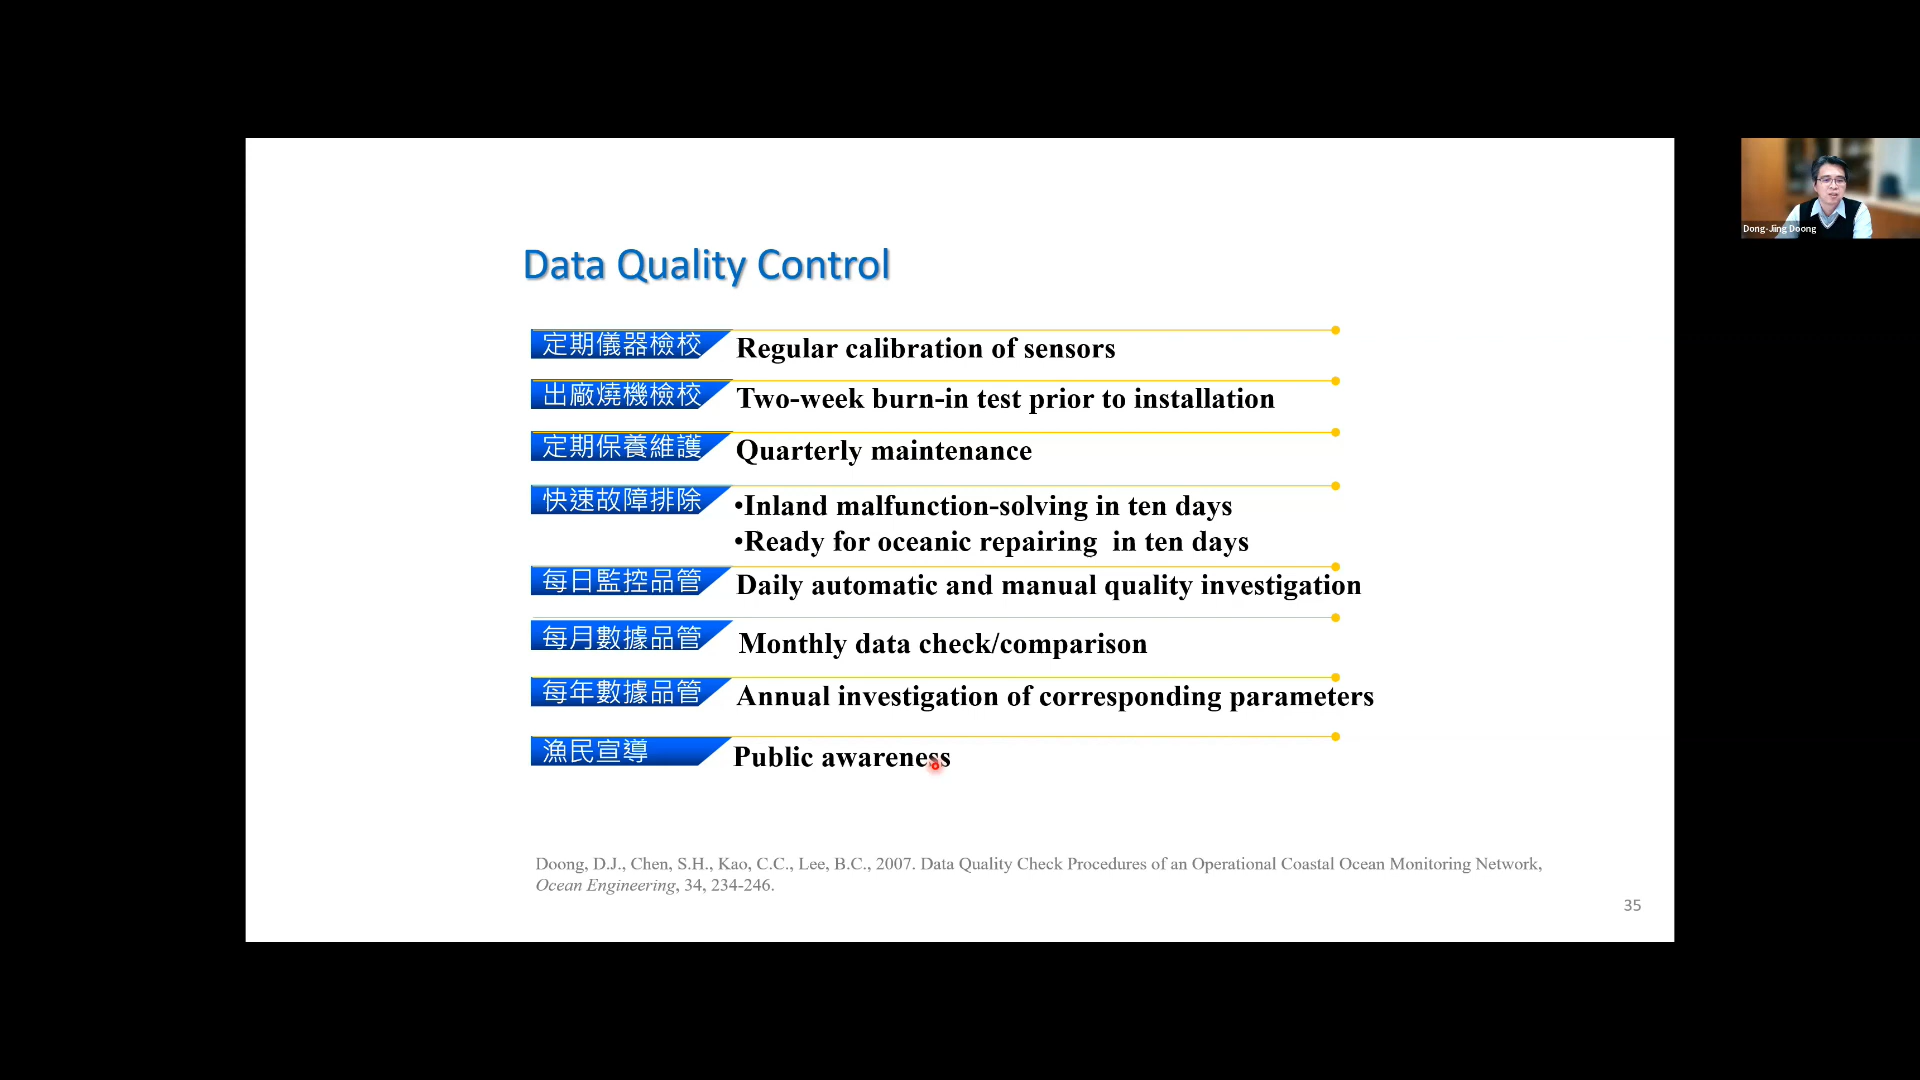 Data Quality Control
定期儀器檢校 Regular calibration of sensors
出廠燒機檢校 Two-week burn-in test prior to installation
定期保養維護 Quarterly maintenance
快速故障排除 •Inland malfunction-solving in ten days
•Ready for oceanic repairing in ten days
每日監控品管 Daily automatic and manual quality investigation
每月數據品管 Monthly data check/comparison
每年數據品管 Annual investigation of corresponding parameters
漁民宣導 Public awareness
Doong, D.J., Chen, S.H., Kao, C.C., Lee, B.C., 2007. Data Quality Check Procedures of an Operational Coastal Ocean Monitoring Network,
Ocean Engineering, 34, 234-246.
35
Dong-Jiing Doong